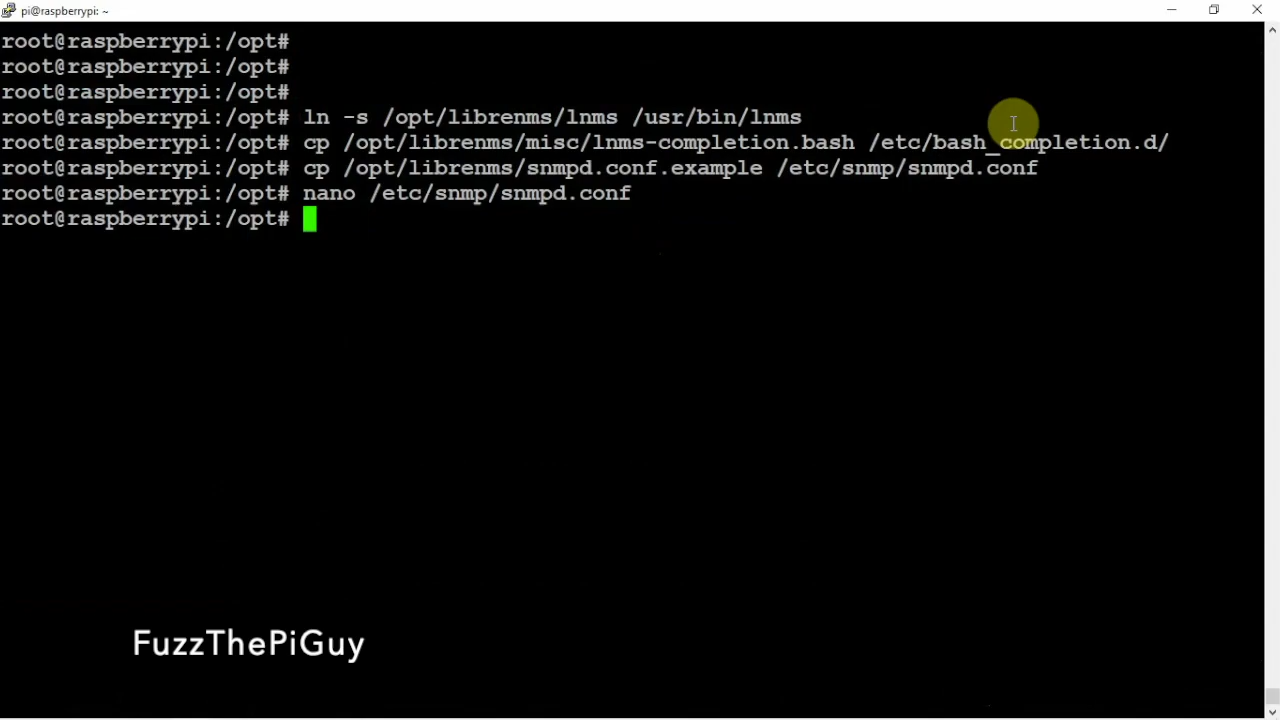 pi@raspberrypi: ~
root@raspberrypi:/opt#
root@raspberrypi:/opt#
root@raspberrypi:/opt#
root@raspberrypi:/opt# ln -s /opt/librenms/lnms /usr/bin/lnms
root@raspberrypi:/opt# cp /opt/librenms/misc/lnms-completion.bash /etc/bash_completion.d/
root@raspberrypi:/opt# cp /opt/librenms/snmpd.conf.example /etc/snmp/snmpd.conf
root@raspberrypi:/opt# nano /etc/snmp/snmpd.conf
root@raspberrypi:/opt#
FuzzThePiGuy